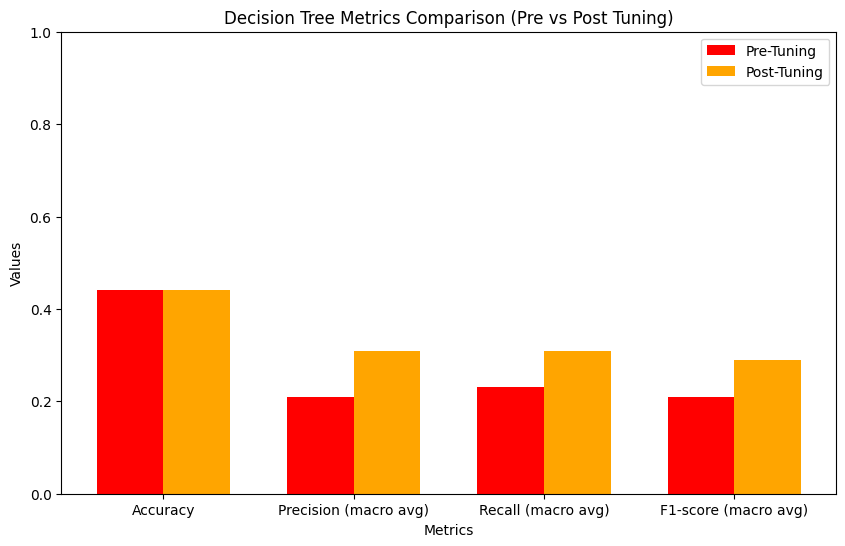 Decision Tree Metrics Comparison (Pre vs Post Tuning)
Pre-Tuning
Post-Tuning
Values
1.0
0.8
0.6
0.4
0.2
0.0
Accuracy
Precision (macro avg)
Recall (macro avg)
F1-score (macro avg)
Metrics